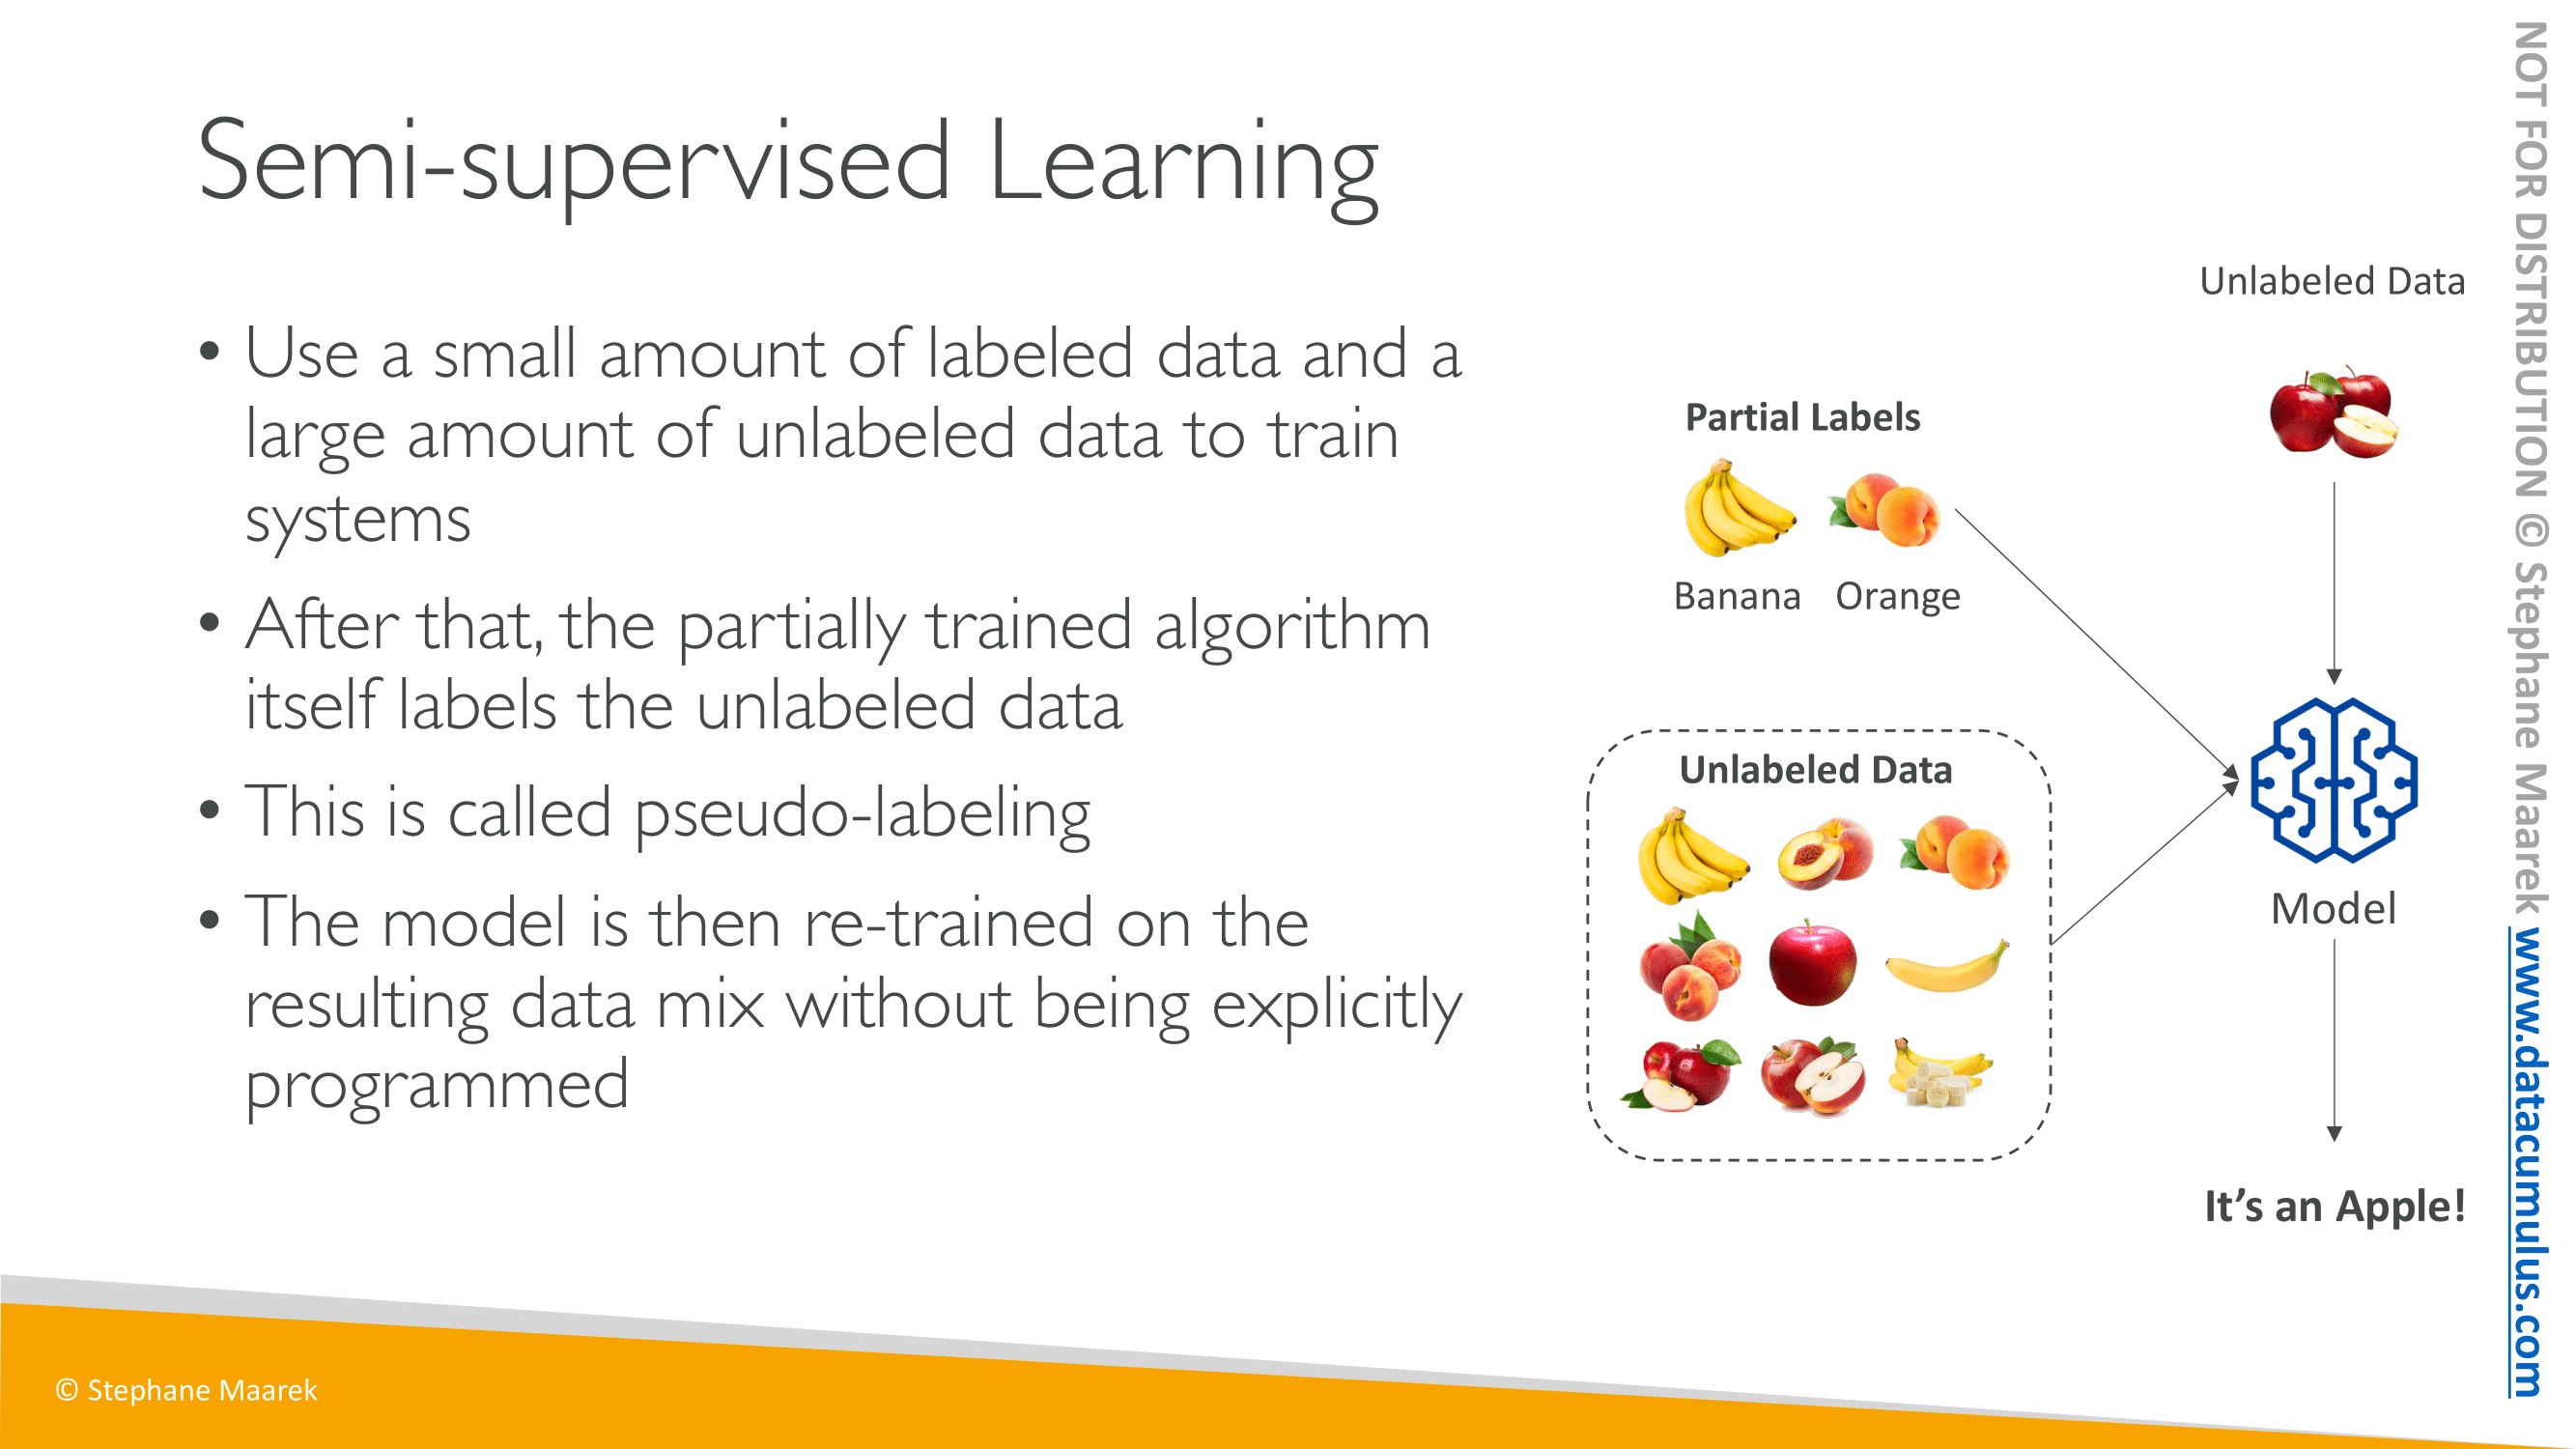 Semi-supervised Learning
• Use a small amount of labeled data and a
large amount of unlabeled data to train
systems
• After that, the partially trained algorithm
itself labels the unlabeled data
• This is called pseudo-labeling
• The model is then re-trained on the
resulting data mix without being explicitly
programmed
Unlabeled Data
Partial Labels
Banana Orange
Unlabeled Data
Model
It's an Apple!
© Stephane Maarek
NOT FOR DISTRIBUTION © Stephane Maarek www.datacumulus.com